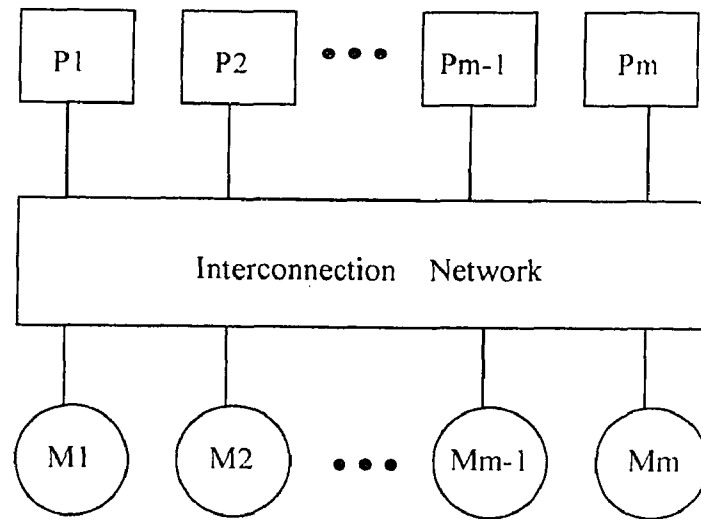 P1 P2 ••• Pm-1 Pm
Interconnection Network
M1 M2 ••• Mm-1 Mm